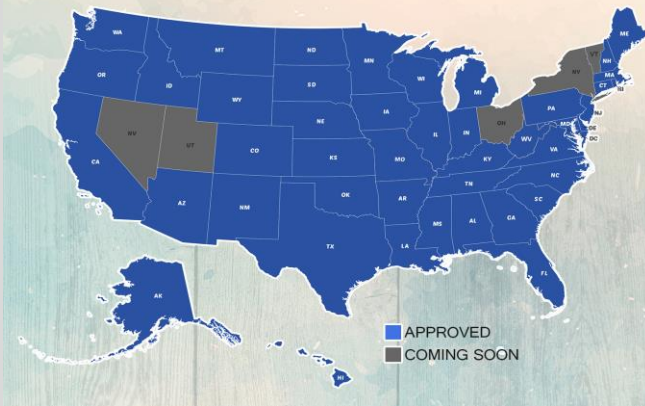 WA
MT
ND
MN
ME
VT
NH
OR
ID
SD
WI
MI
NY
MA
CT
RI
WY
IA
PA
NJ
NV
UT
NE
IL
IN
OH
MD
DE
DC
CA
CO
KS
MO
KY
WV
VA
NC
TN
AZ
NM
OK
AR
SC
TX
LA
MS
AL
GA
FL
AK
HI
APPROVED
COMING SOON